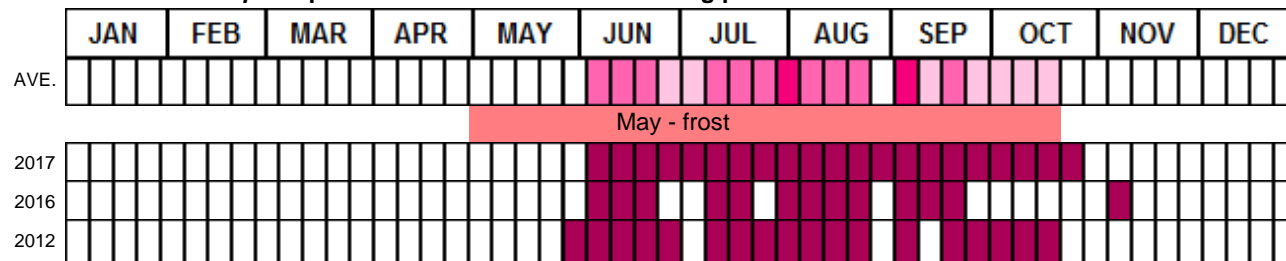 JAN FEB MAR APR MAY JUN JUL AUG SEP OCT NOV DEC
AVE.
May - frost
2017
2016
2012